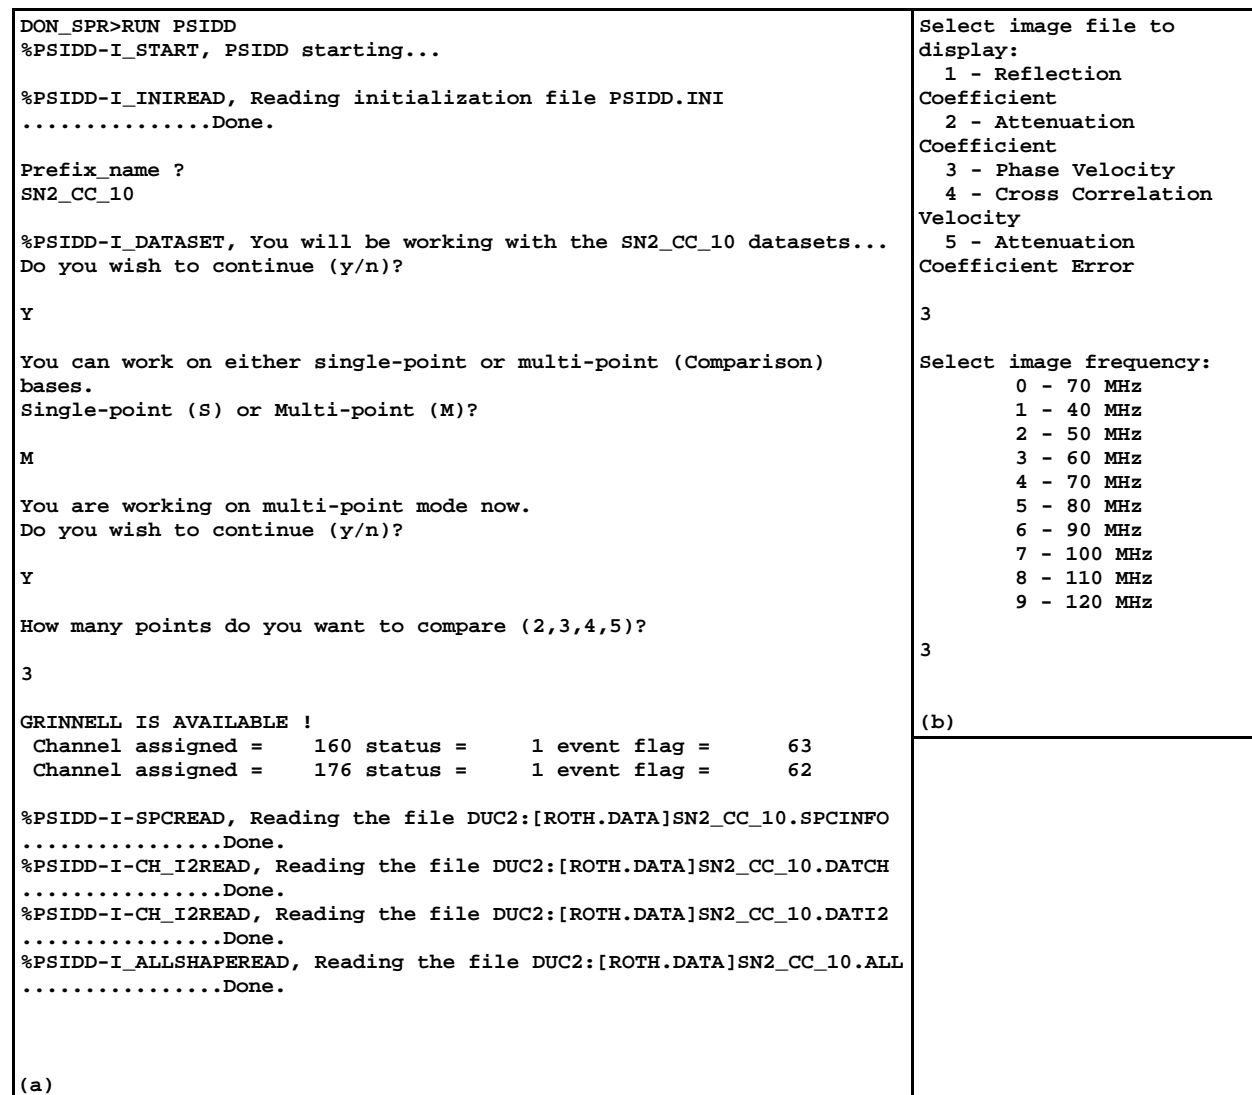 DON_SPR>RUN PSIDD
%PSIDD-I_START, PSIDD starting...
%PSIDD-I_INIREAD, Reading initialization file PSIDD.INI
...............Done.
Prefix_name ?
SN2_CC_10
%PSIDD-I_DATASET, You will be working with the SN2_CC_10 datasets...
Do you wish to continue (y/n)?
Y
You can work on either single-point or multi-point (Comparison)
bases.
Single-point (S) or Multi-point (M)?
M
You are working on multi-point mode now.
Do you wish to continue (y/n)?
Y
How many points do you want to compare (2,3,4,5)?
3
GRINNELL IS AVAILABLE !
Channel assigned =    160 status =    1 event flag =    63
Channel assigned =    176 status =    1 event flag =    62
%PSIDD-I-SPCREAD, Reading the file DUC2:[ROTH.DATA]SN2_CC_10.SPCINFO
................Done.
%PSIDD-I-CH_I2READ, Reading the file DUC2:[ROTH.DATA]SN2_CC_10.DATCH
................Done.
%PSIDD-I-CH_I2READ, Reading the file DUC2:[ROTH.DATA]SN2_CC_10.DATI2
................Done.
%PSIDD-I_ALLSHAPEREAD, Reading the file DUC2:[ROTH.DATA]SN2_CC_10.ALL
................Done.
(a)
Select image file to
display:
1 - Reflection
Coefficient
2 - Attenuation
Coefficient
3 - Phase Velocity
4 - Cross Correlation
Velocity
5 - Attenuation
Coefficient Error
3
Select image frequency:
0 - 70 MHz
1 - 40 MHz
2 - 50 MHz
3 - 60 MHz
4 - 70 MHz
5 - 80 MHz
6 - 90 MHz
7 - 100 MHz
8 - 110 MHz
9 - 120 MHz
3
(b)